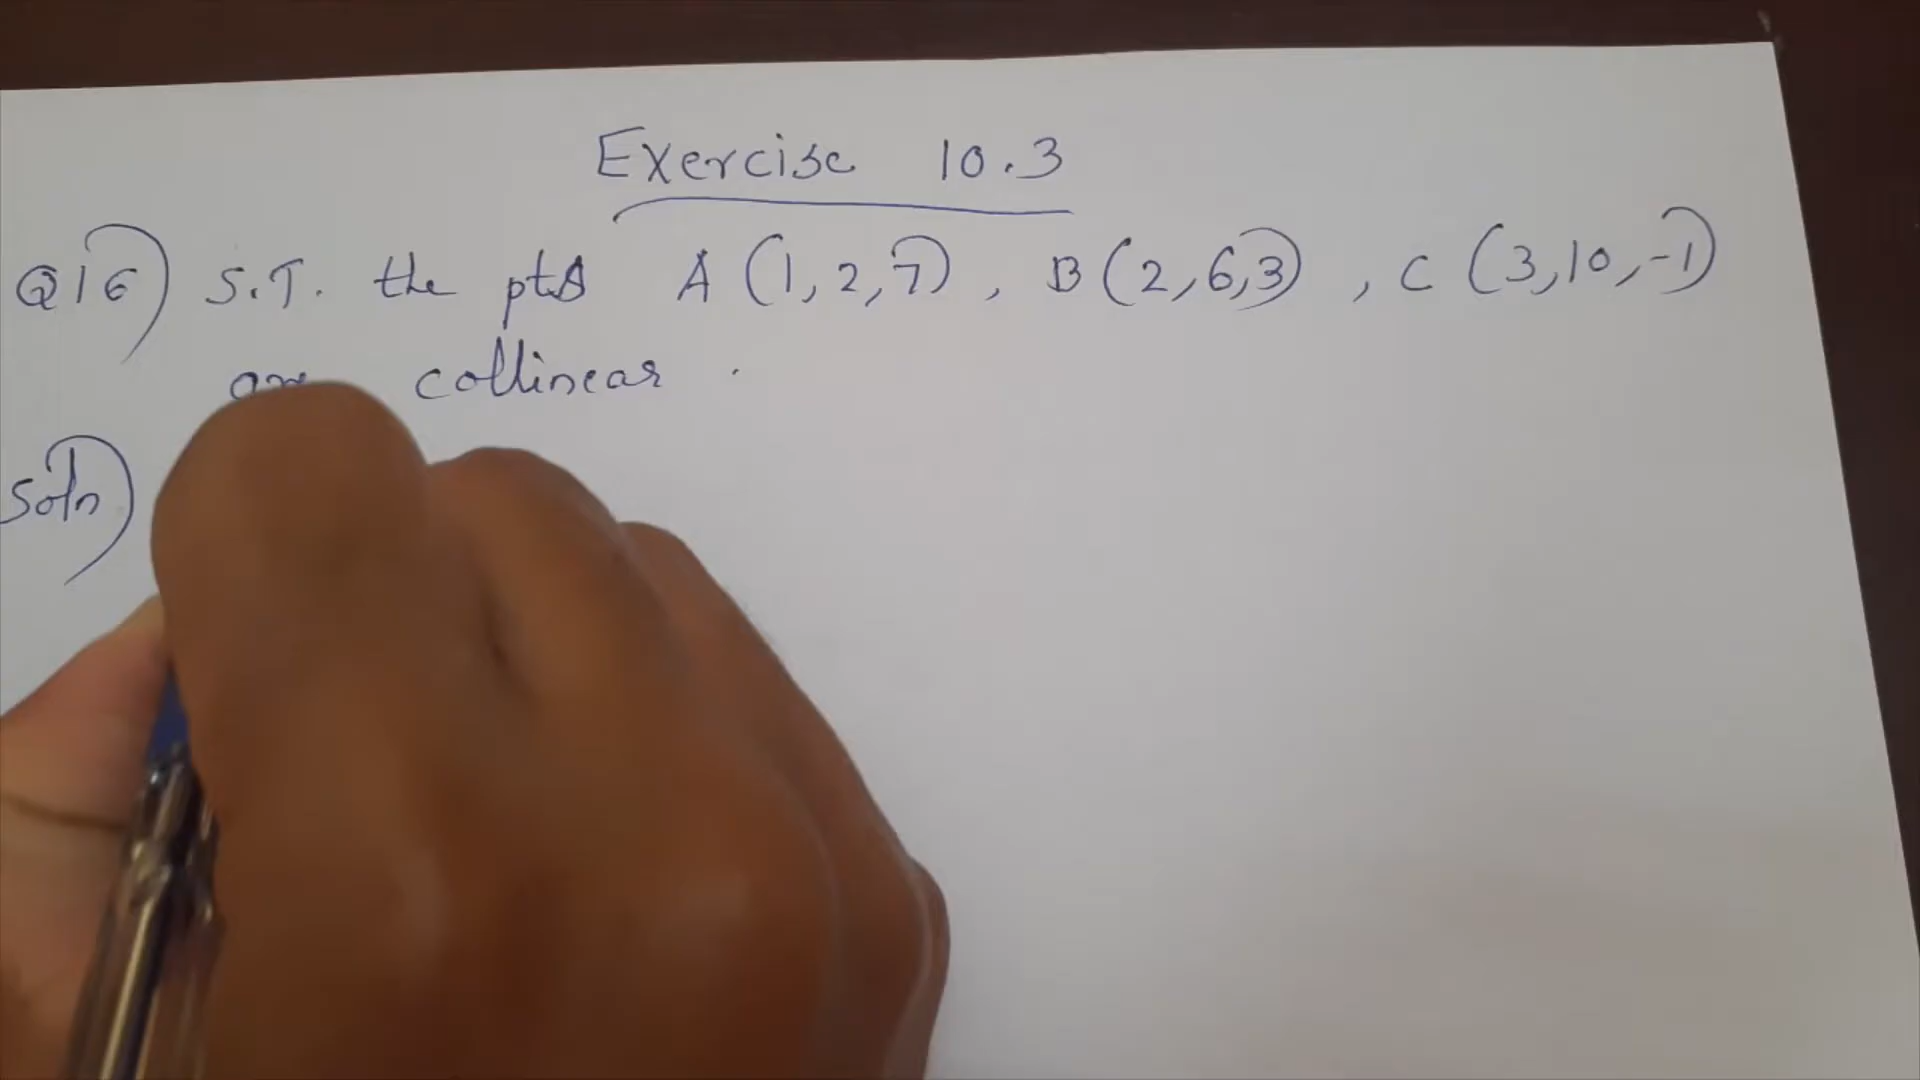 Exercise 10.3
Q16) S.T. the pts A (1, 2, 7), B (2, 6, 3), C (3, 10, -1)
collinear.
Soln)